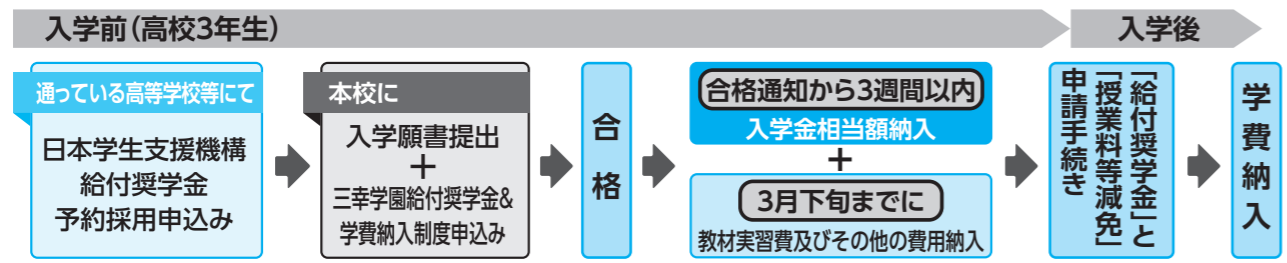 入学前(高校3年生)
入学後
通っている高等学校等にて
日本学生支援機構
給付奨学金
予約採用申込み
本校に
入学願書提出
+
三幸学園給付奨学金&
学費納入制度申込み
合格
合格通知から3週間以内
入学金相当額納入
+
3月下旬までに
教材実習費及びその他の費用納入
「給付奨学金」と
「授業料等減免」
申請手続き
学費納入